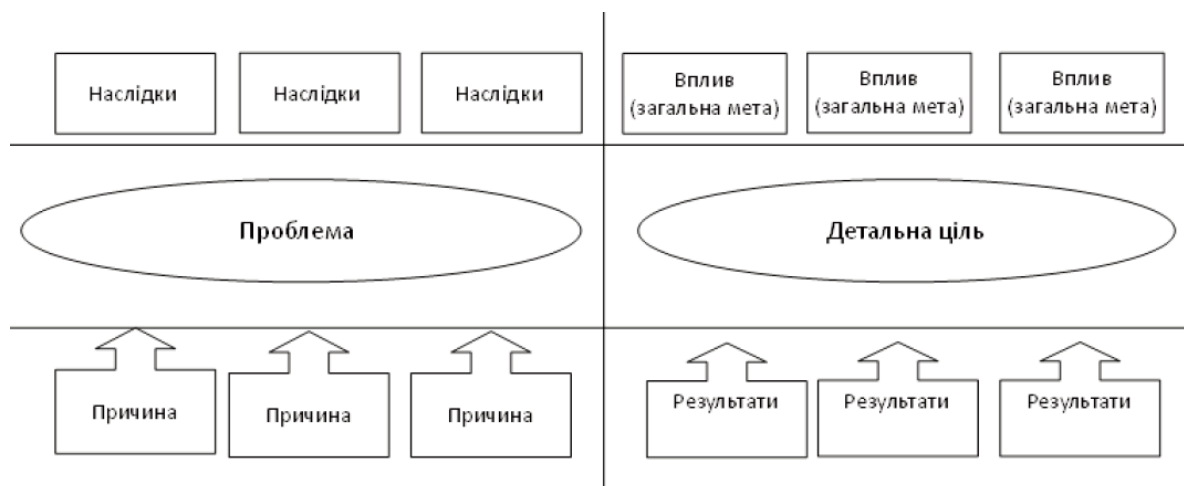 Наслідки
Наслідки
Наслідки
Вплив
(загальна мета)
Вплив
(загальна мета)
Вплив
(загальна мета)
Проблема
Детальна ціль
Причина
Причина
Причина
Результати
Результати
Результати